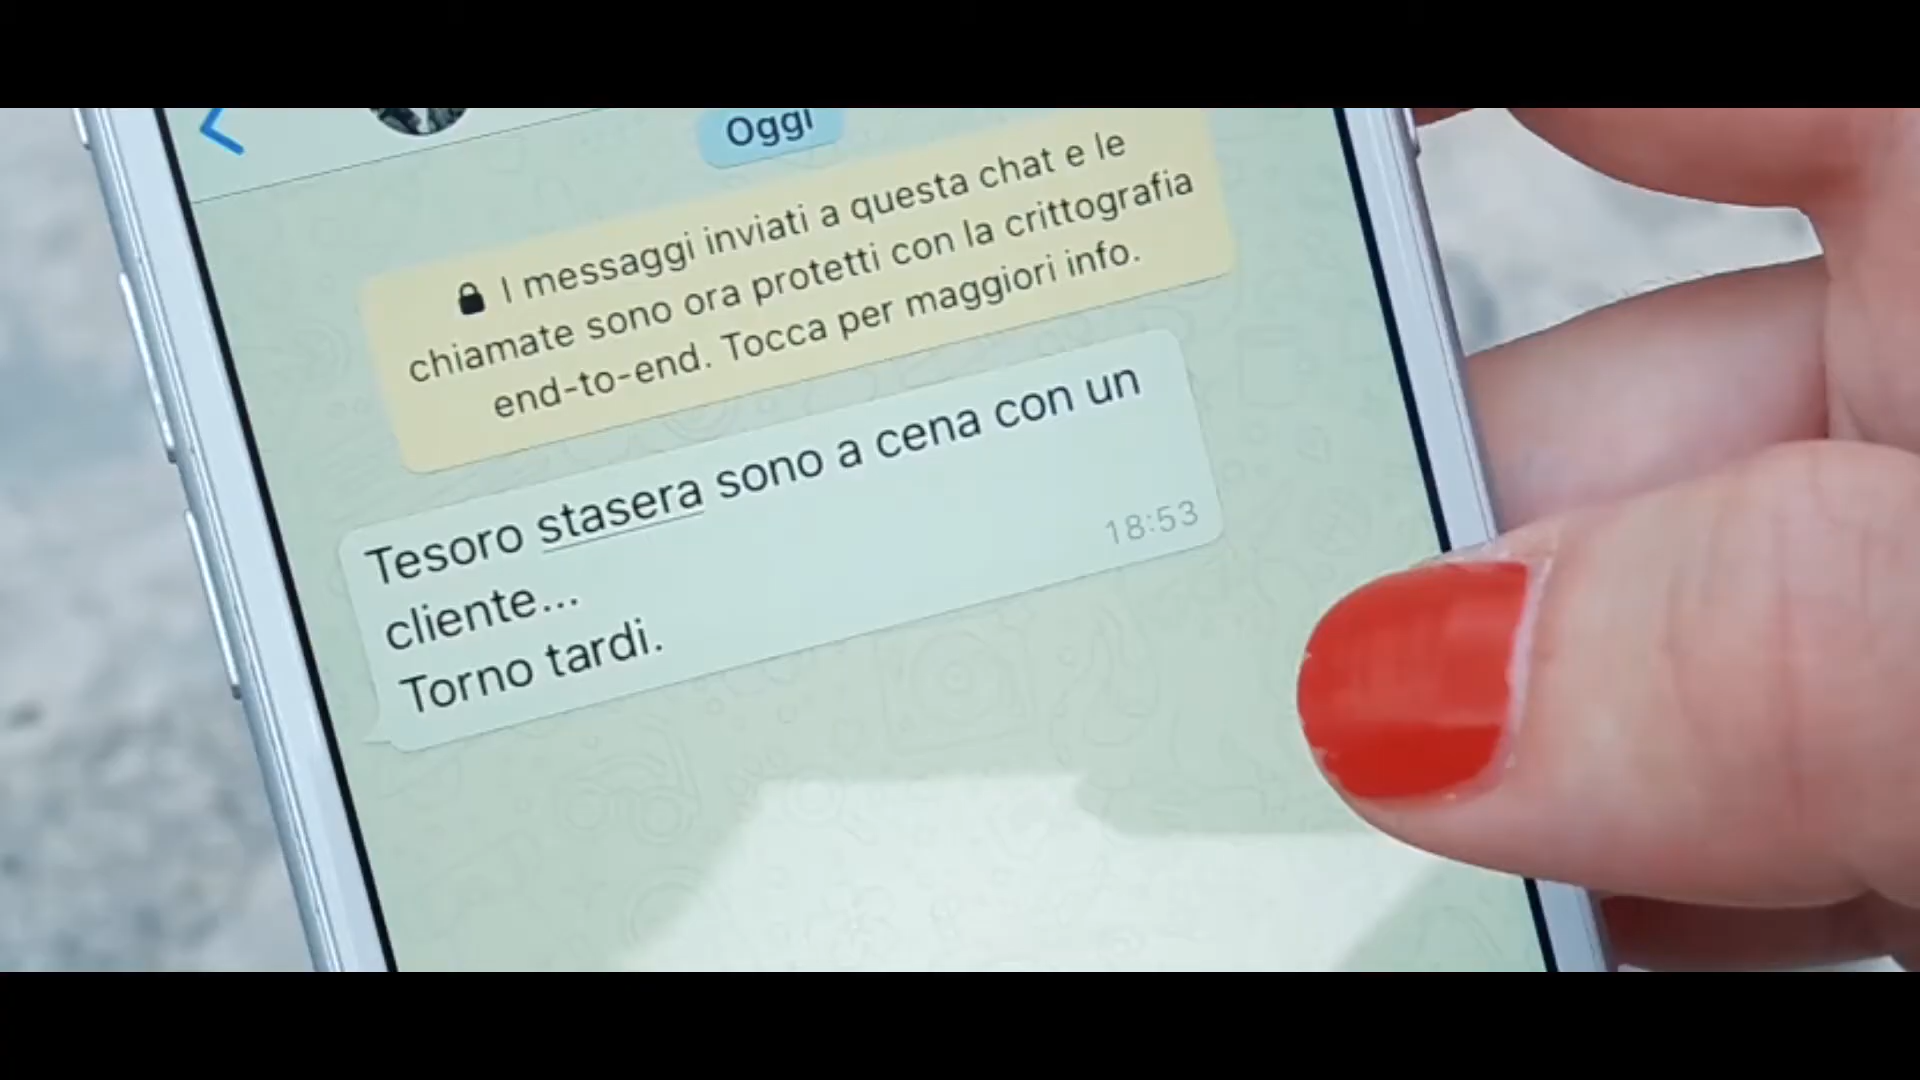 Oggi
I messaggi inviati a questa chat e le
chiamate sono ora protetti con la crittografia
end-to-end. Tocca per maggiori info.
Tesoro stasera sono a cena con un
cliente...
Torno tardi.
18:53